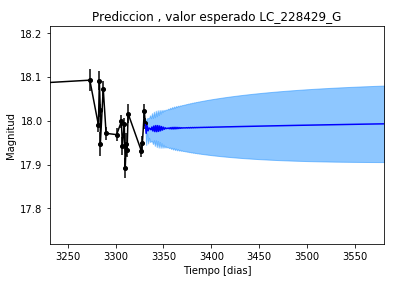 Prediccion , valor esperado LC_228429_G
18.2
18.1
18.0
17.9
17.8
Magnitud
3250 3300 3350 3400 3450 3500 3550
Tiempo [dias]